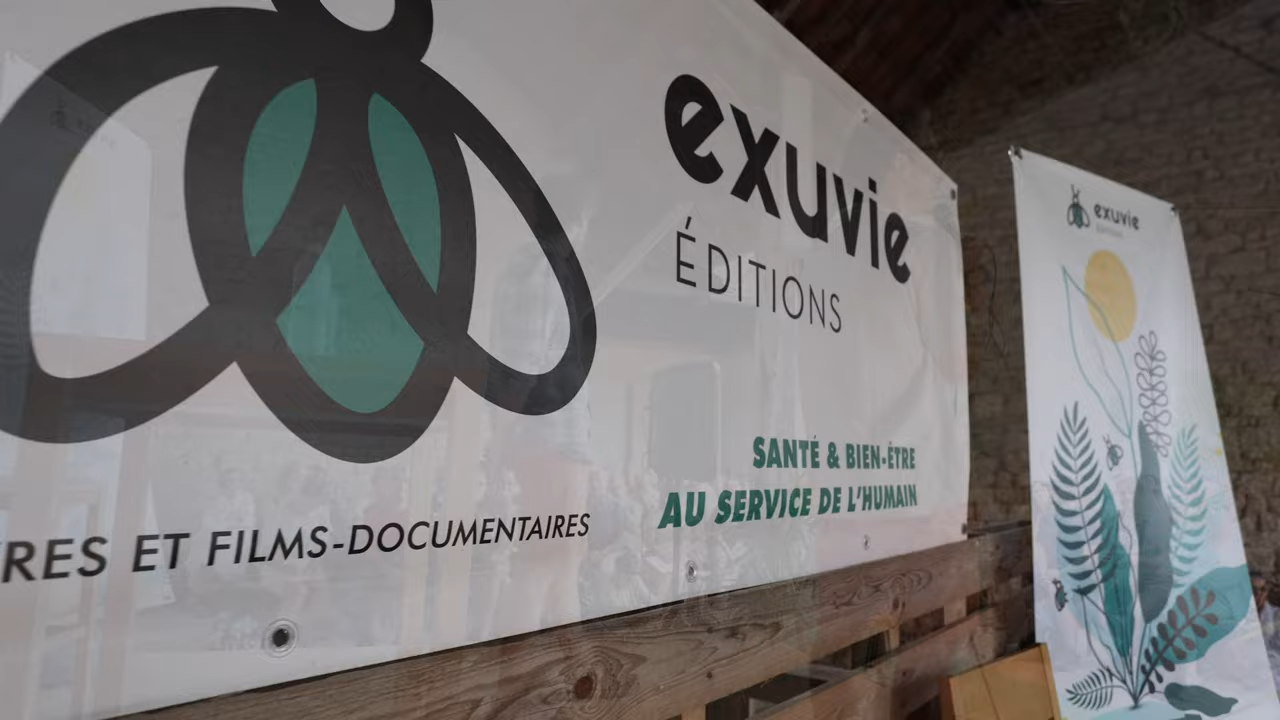 exuvie
ÉDITIONS
SANTÉ & BIEN-ÊTRE
AU SERVICE DE L'HUMAIN
RES ET FILMS-DOCUMENTAIRES
exuvie